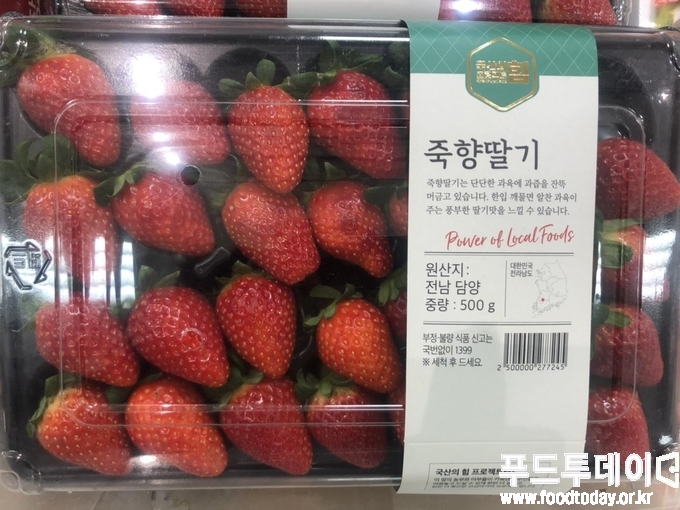 국산의 힘
죽향딸기
죽향딸기는 단단한 과육에 과즙을 잔뜩
머금고 있습니다. 한입 깨물면 알찬 과육이
주는 풍부한 딸기맛을 느낄 수 있습니다.
Power of Local Foods
원산지 :
전남 담양
중량 : 500 g
대한민국
전라남도
부정·불량 식품 신고는
국번없이 1399
※ 세척 후 드세요.
2 500000 277245
국산의 힘 프로젝트
푸드투데이
www.foodtoday.or.kr